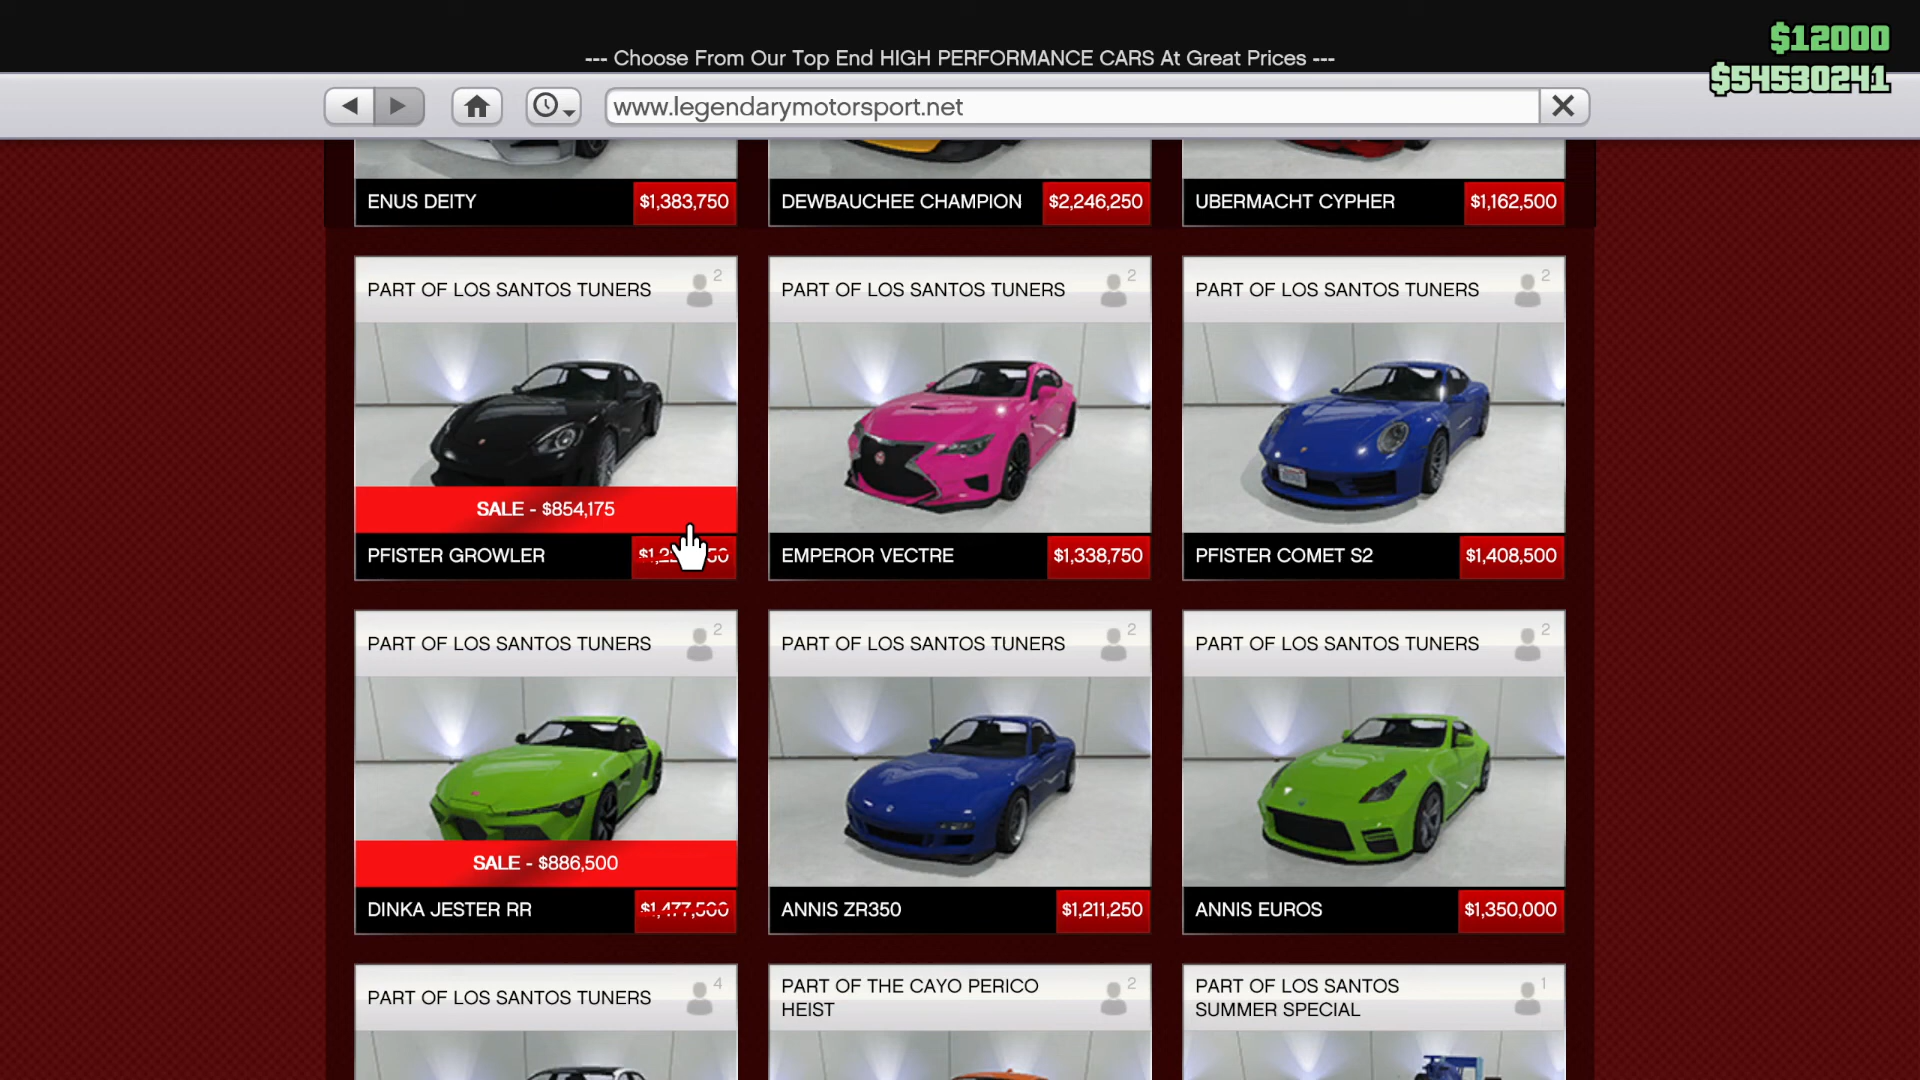 $12000
--- Choose From Our Top End HIGH PERFORMANCE CARS At Great Prices ---
$54530241
www.legendarymotorsport.net
ENUS DEITY $1,383,750
DEWBAUCHEE CHAMPION $2,246,250
UBERMACHT CYPHER $1,162,500
PART OF LOS SANTOS TUNERS 2
SALE - $854,175
PFISTER GROWLER
PART OF LOS SANTOS TUNERS 2
EMPEROR VECTRE $1,338,750
PART OF LOS SANTOS TUNERS 2
PFISTER COMET S2 $1,408,500
PART OF LOS SANTOS TUNERS 2
SALE - $886,500
DINKA JESTER RR $1,477,500
PART OF LOS SANTOS TUNERS 2
ANNIS ZR350 $1,211,250
PART OF LOS SANTOS TUNERS 2
ANNIS EUROS $1,350,000
PART OF LOS SANTOS TUNERS 4
PART OF THE CAYO PERICO 2
HEIST
PART OF LOS SANTOS 1
SUMMER SPECIAL